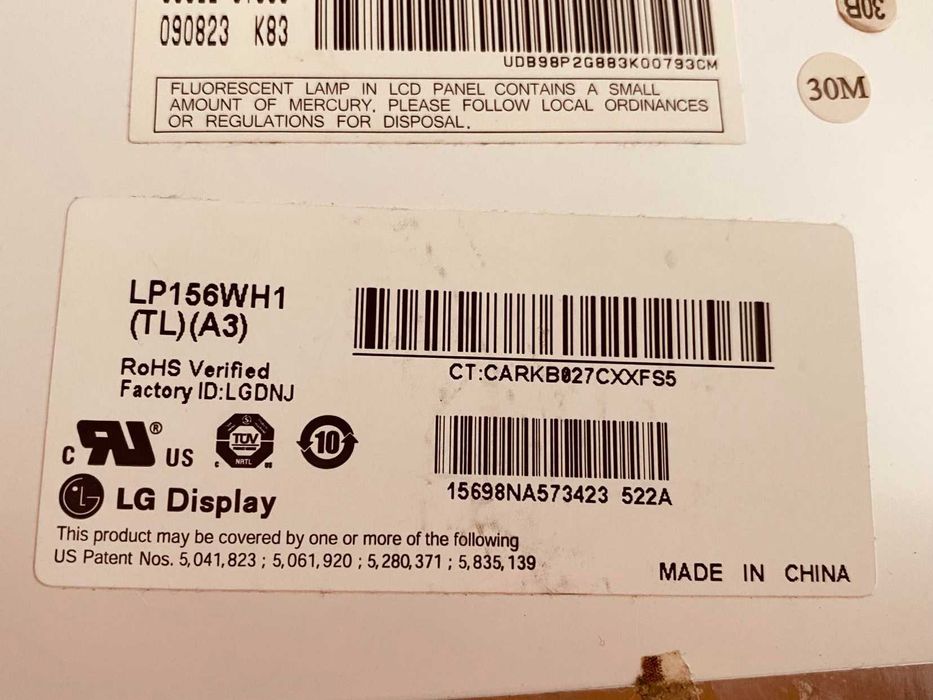 090823 K83
UDB98P2G883K00793CM
FLUORESCENT LAMP IN LCD PANEL CONTAINS A SMALL
AMOUNT OF MERCURY. PLEASE FOLLOW LOCAL ORDINANCES
OR REGULATIONS FOR DISPOSAL.
30B
30M
LP156WH1
(TL)(A3)
RoHS Verified
Factory ID:LGDNJ
CT:CARKB027CXXFS5
c RU ® US
TÜV
c NRTL US
10
15698NA573423 522A
LG Display
This product may be covered by one or more of the following
US Patent Nos. 5,041,823 ; 5,061,920 ; 5,280,371 ; 5,835,139
MADE IN CHINA